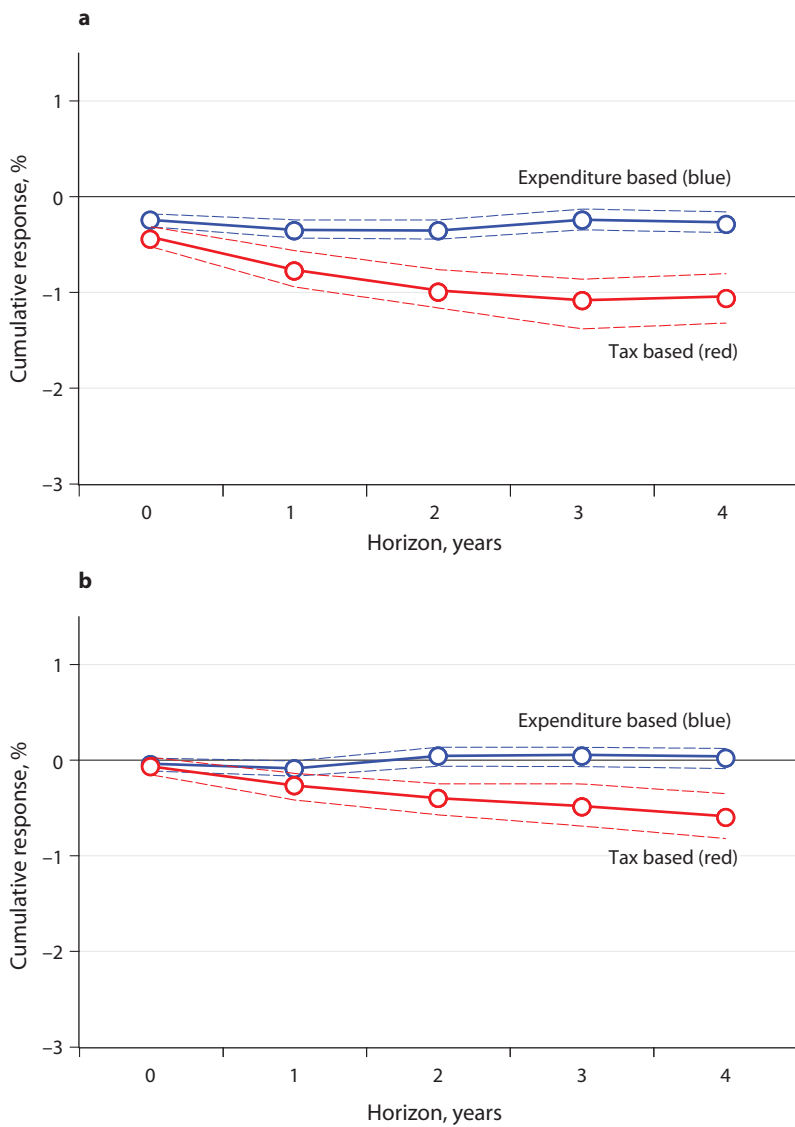 a
1
0
–1
–2
–3
Cumulative response, %
Expenditure based (blue)
Tax based (red)
0 1 2 3 4
Horizon, years
b
1
0
–1
–2
–3
Cumulative response, %
Expenditure based (blue)
Tax based (red)
0 1 2 3 4
Horizon, years